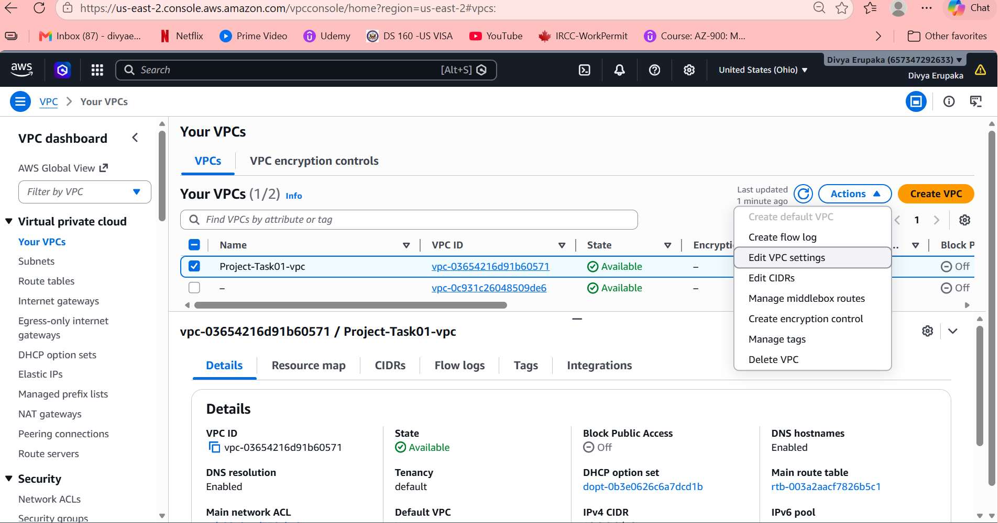 https://us-east-2.console.aws.amazon.com/vpcconsole/home?region=us-east-2#vpcs:
Chat
Inbox (87) - divyae...
Netflix
Prime Video
Udemy
DS 160 -US VISA
YouTube
IRCC-WorkPermit
Course: AZ-900: M...
Other favorites
aws
Search
[Alt+S]
United States (Ohio)
Divya Erupaka (657347292633)
Divya Erupaka
VPC
Your VPCs
VPC dashboard
AWS Global View
Filter by VPC
Virtual private cloud
Your VPCs
Subnets
Route tables
Internet gateways
Egress-only internet
gateways
DHCP option sets
Elastic IPs
Managed prefix lists
NAT gateways
Peering connections
Route servers
Security
Network ACLs
Security groups
Your VPCs
VPCs
VPC encryption controls
Your VPCs (1/2) Info
Last updated
1 minute ago
Actions
Create VPC
Find VPCs by attribute or tag
1
Create default VPC
Create flow log
Edit VPC settings
Edit CIDRs
Manage middlebox routes
Create encryption control
Manage tags
Delete VPC
Name VPC ID State Encrypti .. Block P
Project-Task01-vpc vpc-03654216d91b60571 Available – Off
– vpc-0c931c26048509de6 Available – Off
vpc-03654216d91b60571 / Project-Task01-vpc
Details
Resource map
CIDRs
Flow logs
Tags
Integrations
Details
VPC ID
vpc-03654216d91b60571
State
Available
Block Public Access
Off
DNS hostnames
Enabled
DNS resolution
Enabled
Tenancy
default
DHCP option set
dopt-0b3e0626c6a7dcd1b
Main route table
rtb-003a2aacf7826b5c1
Main network ACL
Default VPC
IPv4 CIDR
IPv6 pool